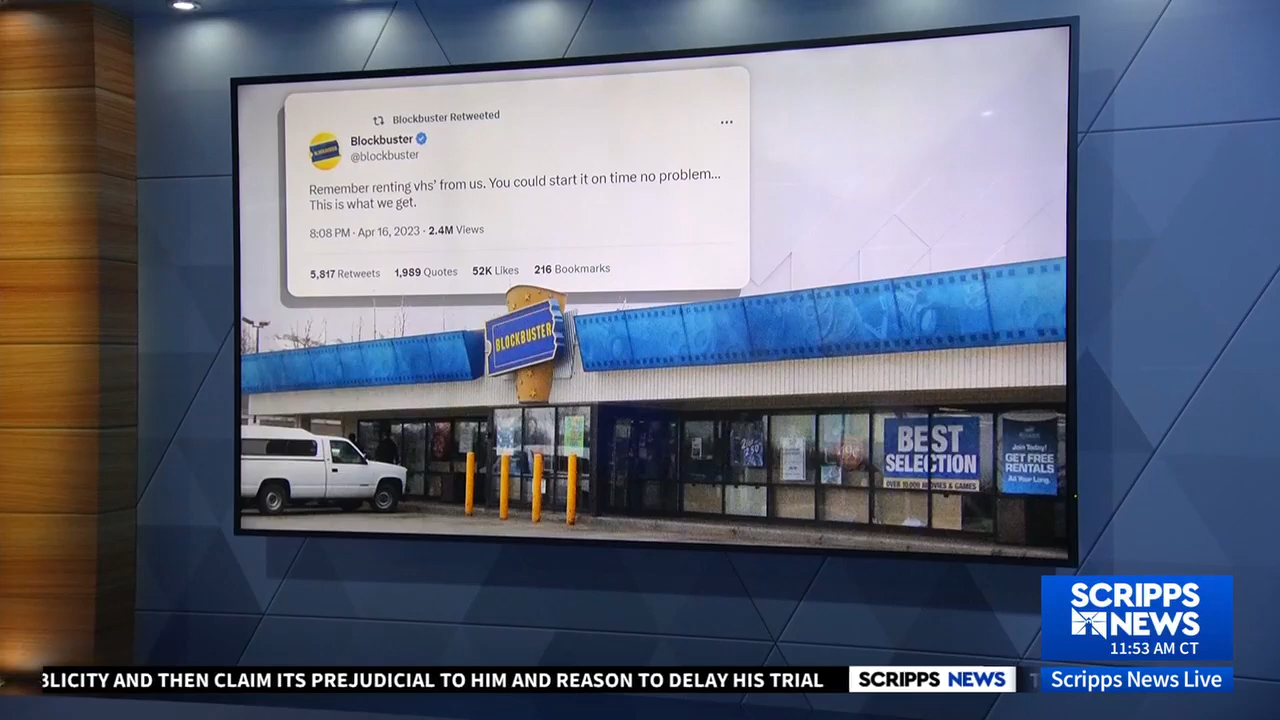 Blockbuster Retweeted
Blockbuster
@blockbuster
Remember renting vhs' from us. You could start it on time no problem...
This is what we get.
8:08 PM · Apr 16, 2023 · 2.4M Views
5,817 Retweets 1,989 Quotes 52K Likes 216 Bookmarks
BLOCKBUSTER
BEST
SELECTION
OVER 10,000 MOVIES & GAMES
Join Today!
GET FREE
RENTALS
All Year Long.
SCRIPPS
NEWS
11:53 AM CT
Scripps News Live
BLICITY AND THEN CLAIM ITS PREJUDICIAL TO HIM AND REASON TO DELAY HIS TRIAL
SCRIPPS NEWS